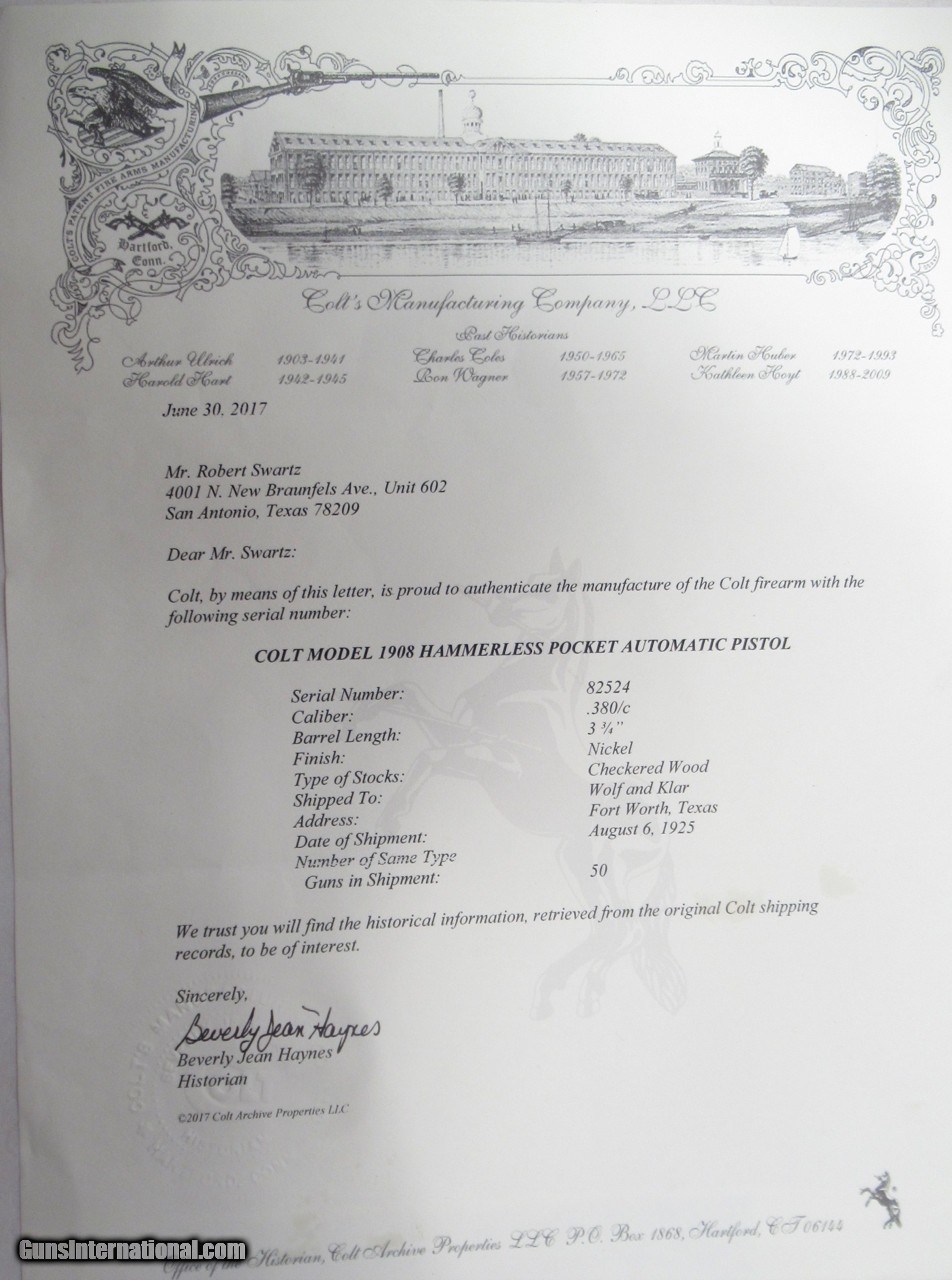 COLT'S PATENT FIRE ARMS MANUFACTURING
Hartford,
Conn.
Colt's Manufacturing Company, LLC
Past Historians
Arthur Ulrich 1903-1941 Charles Coles 1950-1965 Martin Huber 1972-1993
Harold Hart 1942-1945 Ron Wagner 1957-1972 Kathleen Hoyt 1988-2009
June 30, 2017
Mr. Robert Swartz
4001 N. New Braunfels Ave., Unit 602
San Antonio, Texas 78209
Dear Mr. Swartz:
Colt, by means of this letter, is proud to authenticate the manufacture of the Colt firearm with the
following serial number:
COLT MODEL 1908 HAMMERLESS POCKET AUTOMATIC PISTOL
Serial Number: 82524
Caliber: .380/c
Barrel Length: 3 ¾"
Finish: Nickel
Type of Stocks: Checkered Wood
Shipped To: Wolf and Klar
Address: Fort Worth, Texas
Date of Shipment: August 6, 1925
Number of Same Type
Guns in Shipment: 50
We trust you will find the historical information, retrieved from the original Colt shipping
records, to be of interest.
Sincerely,
Beverly Jean Haynes
Beverly Jean Haynes
Historian
©2017 Colt Archive Properties LLC
Office of the Historian, Colt Archive Properties LLC P.O. Box 1868, Hartford, CT 06144
GunsInternational.com